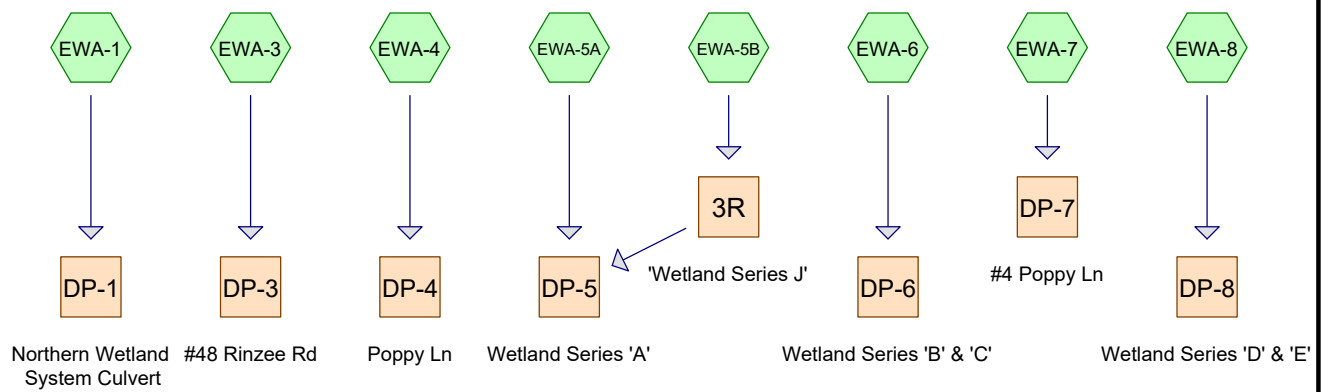 EWA-1
EWA-3
EWA-4
EWA-5A
EWA-5B
EWA-6
EWA-7
EWA-8
3R
'Wetland Series J'
DP-7
#4 Poppy Ln
DP-1
Northern Wetland
System Culvert
DP-3
#48 Rinzee Rd
DP-4
Poppy Ln
DP-5
Wetland Series 'A'
DP-6
Wetland Series 'B' & 'C'
DP-8
Wetland Series 'D' & 'E'